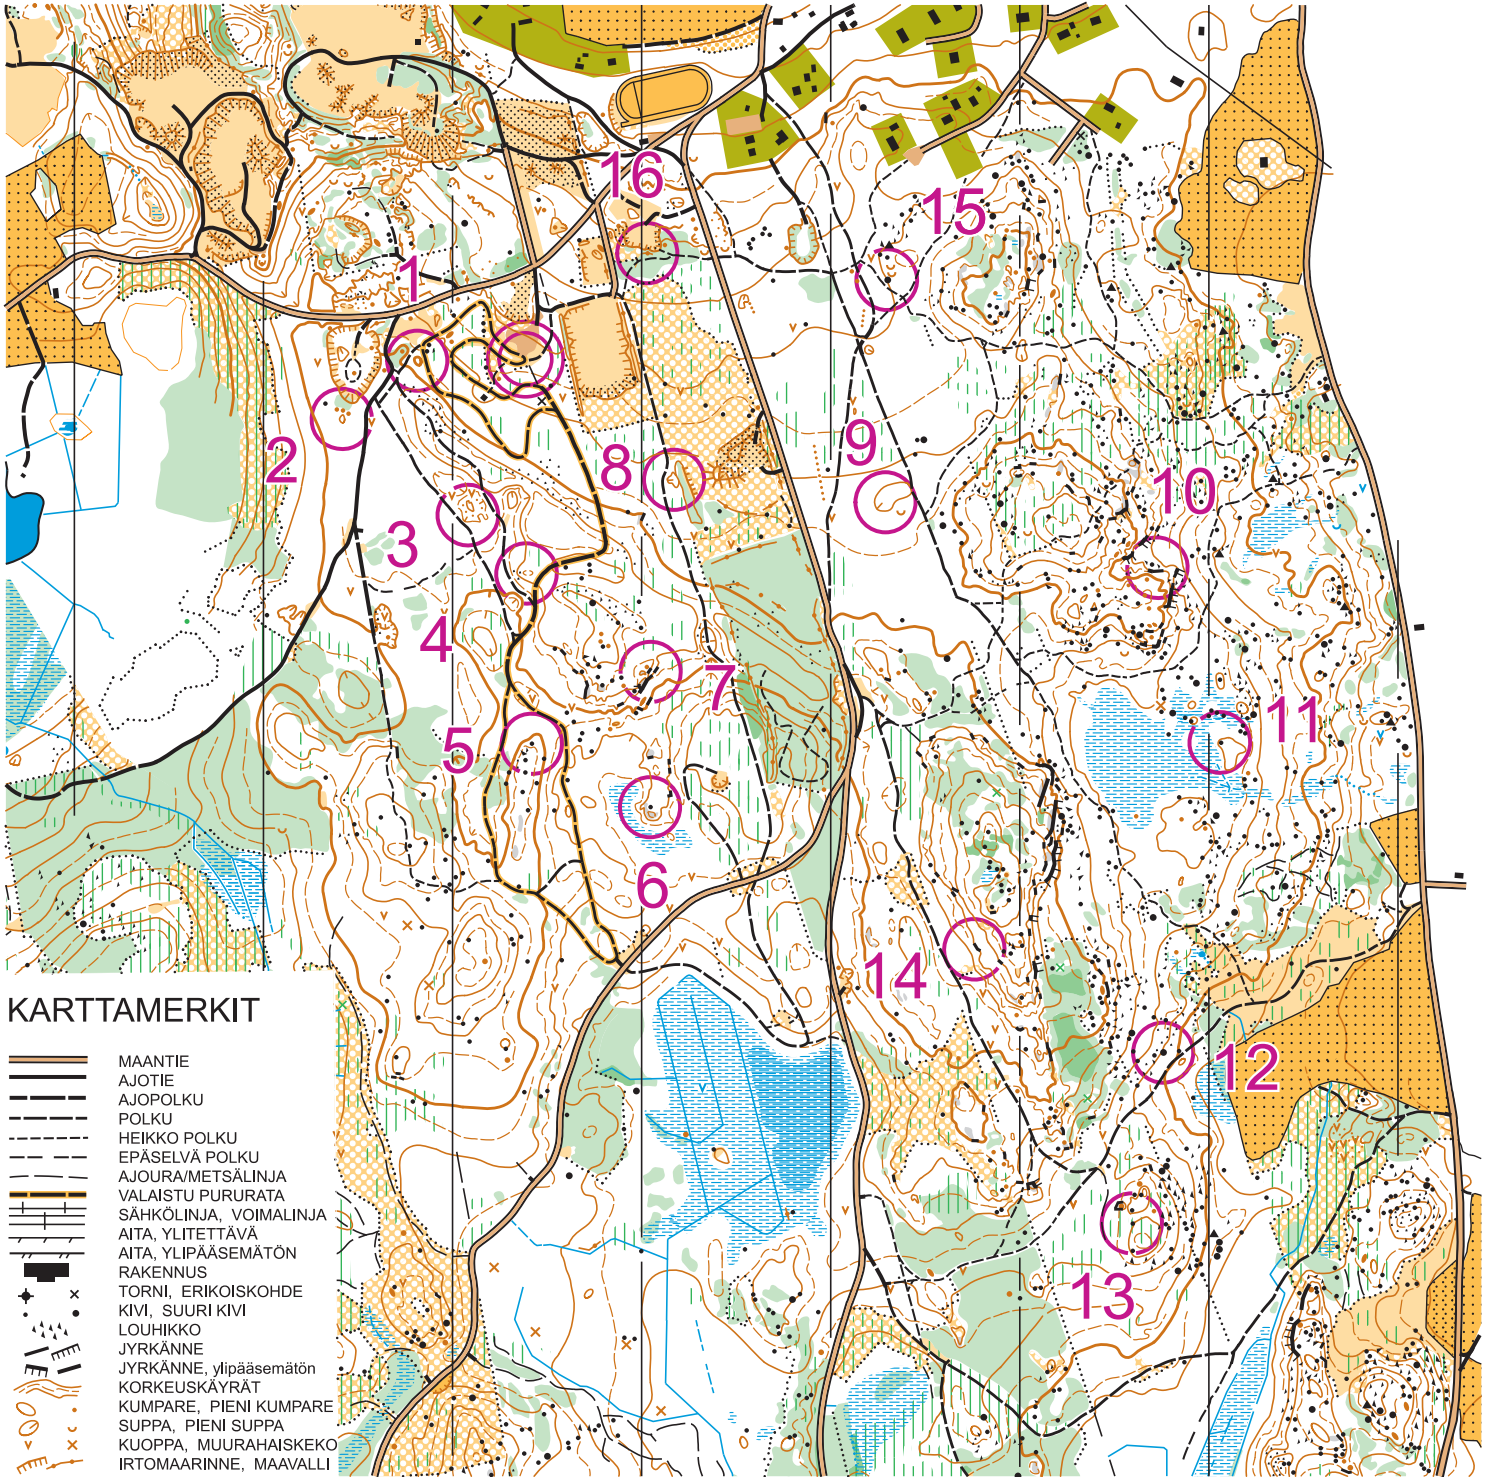 16
15
1
2
8
9
10
3
4
7
5
11
6
14
12
13
KARTTAMERKIT
MAANTIE
AJOTIE
AJOPOLKU
POLKU
HEIKKO POLKU
EPÄSELVÄ POLKU
AJOURA/METSÄLINJA
VALAISTU PURURATA
SÄHKÖLINJA, VOIMALINJA
AITA, YLITETTÄVÄ
AITA, YLIPÄÄSEMÄTÖN
RAKENNUS
TORNI, ERIKOISKOHDE
KIVI, SUURI KIVI
LOUHIKKO
JYRKÄNNE
JYRKÄNNE, ylipääsemätön
KORKEUSKÄYRÄT
KUMPARE, PIENI KUMPARE
SUPPA, PIENI SUPPA
KUOPPA, MUURAHAISKEKO
IRTOMAARINNE, MAAVALLI